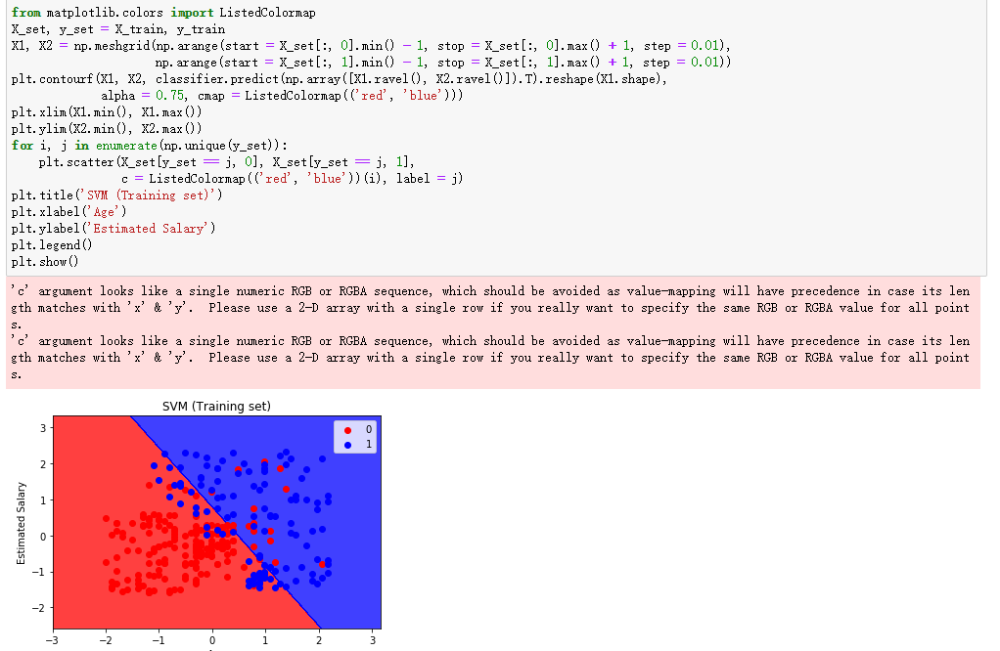 from matplotlib.colors import ListedColormap
X_set, y_set = X_train, y_train
X1, X2 = np.meshgrid(np.arange(start = X_set[:, 0].min() - 1, stop = X_set[:, 0].max() + 1, step = 0.01),
                     np.arange(start = X_set[:, 1].min() - 1, stop = X_set[:, 1].max() + 1, step = 0.01))
plt.contourf(X1, X2, classifier.predict(np.array([X1.ravel(), X2.ravel()]).T).reshape(X1.shape),
             alpha = 0.75, cmap = ListedColormap(('red', 'blue')))
plt.xlim(X1.min(), X1.max())
plt.ylim(X2.min(), X2.max())
for i, j in enumerate(np.unique(y_set)):
    plt.scatter(X_set[y_set == j, 0], X_set[y_set == j, 1],
                c = ListedColormap(('red', 'blue'))(i), label = j)
plt.title('SVM (Training set)')
plt.xlabel('Age')
plt.ylabel('Estimated Salary')
plt.legend()
plt.show()
'c' argument looks like a single numeric RGB or RGBA sequence, which should be avoided as value-mapping will have precedence in case its len
gth matches with 'x' & 'y'.  Please use a 2-D array with a single row if you really want to specify the same RGB or RGBA value for all point
s.
'c' argument looks like a single numeric RGB or RGBA sequence, which should be avoided as value-mapping will have precedence in case its len
gth matches with 'x' & 'y'.  Please use a 2-D array with a single row if you really want to specify the same RGB or RGBA value for all point
s.
SVM (Training set)
0
1
Estimated Salary
3
2
1
0
−1
−2
−3 −2 −1 0 1 2 3